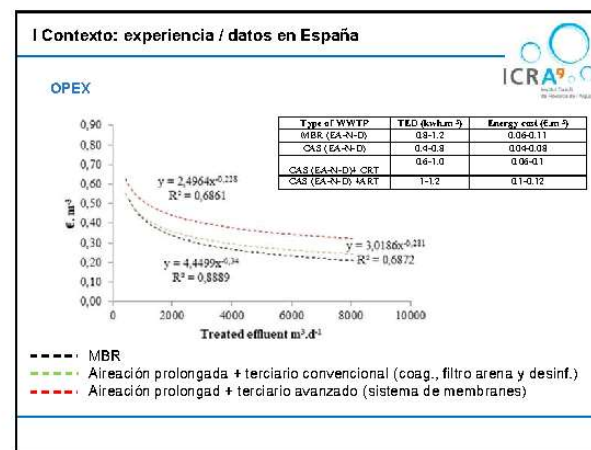 I Contexto: experiencia / datos en España
ICRA9
OPEX
Type of WWTP TED (kwh.m-3) Energy cost (€.m-3)
MBR (EA-N-D) 0.8-1.2 0.06-0.11
CAS (EA-N-D) 0.4-0.8 0.04-0.08
CAS (EA-N-D)+ CRT 0.6-1.0 0.06-0.1
CAS (EA-N-D) +ART 1-1.2 0.1-0.12
€. m-3
0,90
0,80
0,70
0,60
0,50
0,40
0,30
0,20
0,10
0,00
y = 2,4964x-0,228
R² = 0,6861
y = 3,0186x-0,281
R² = 0,6872
y = 4,4499x-0,34
R² = 0,8889
0 2000 4000 6000 8000 10000
Treated effluent m³.d-1
MBR
Aireación prolongada + terciario convencional (coag., filtro arena y desinf.)
Aireación prolongad + terciario avanzado (sistema de membranes)